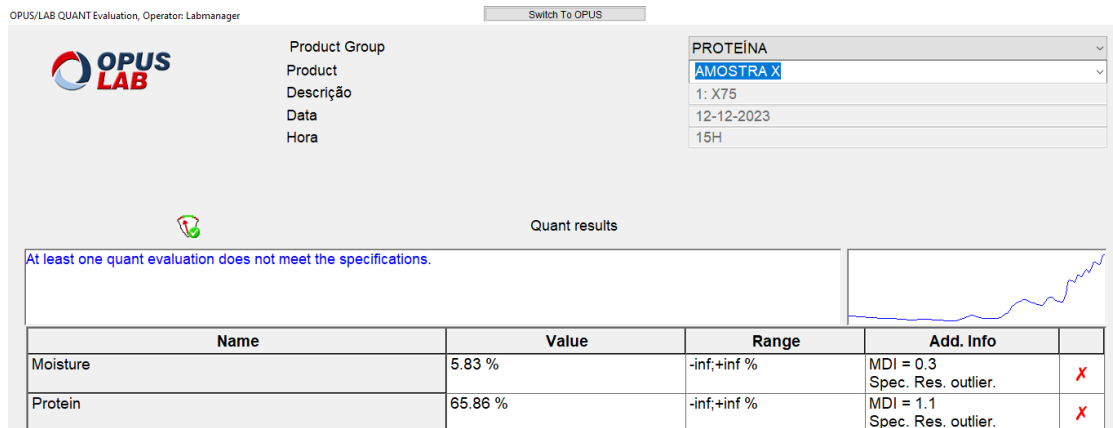 OPUS/LAB QUANT Evaluation, Operator: Labmanager
Switch To OPUS
OPUS
LAB
Product Group PROTEÍNA
Product AMOSTRA X
Descrição 1: X75
Data 12-12-2023
Hora 15H
Quant results
At least one quant evaluation does not meet the specifications.
Name Value Range Add. Info
Moisture 5.83 % -inf;+inf % MDI = 0.3
Spec. Res. outlier.
Protein 65.86 % -inf;+inf % MDI = 1.1
Spec. Res. outlier.